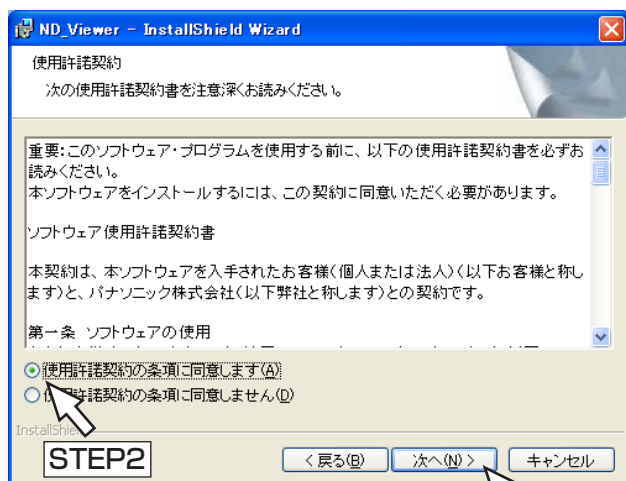 ND_Viewer - InstallShield Wizard
使用許諾契約
次の使用許諾契約書を注意深くお読みください。
重要:このソフトウェア・プログラムを使用する前に、以下の使用許諾契約書を必ずお
読みください。
本ソフトウェアをインストールするには、この契約に同意いただく必要があります。
ソフトウェア使用許諾契約書
本契約は、本ソフトウェアを入手されたお客様(個人または法人)(以下お客様と称し
ます)と、パナソニック株式会社(以下弊社と称します)との契約です。
第一条 ソフトウェアの使用
使用許諾契約の条項に同意します(A)
使用許諾契約の条項に同意しません(D)
InstallShield
STEP2
< 戻る(B)
次へ(N) >
キャンセル